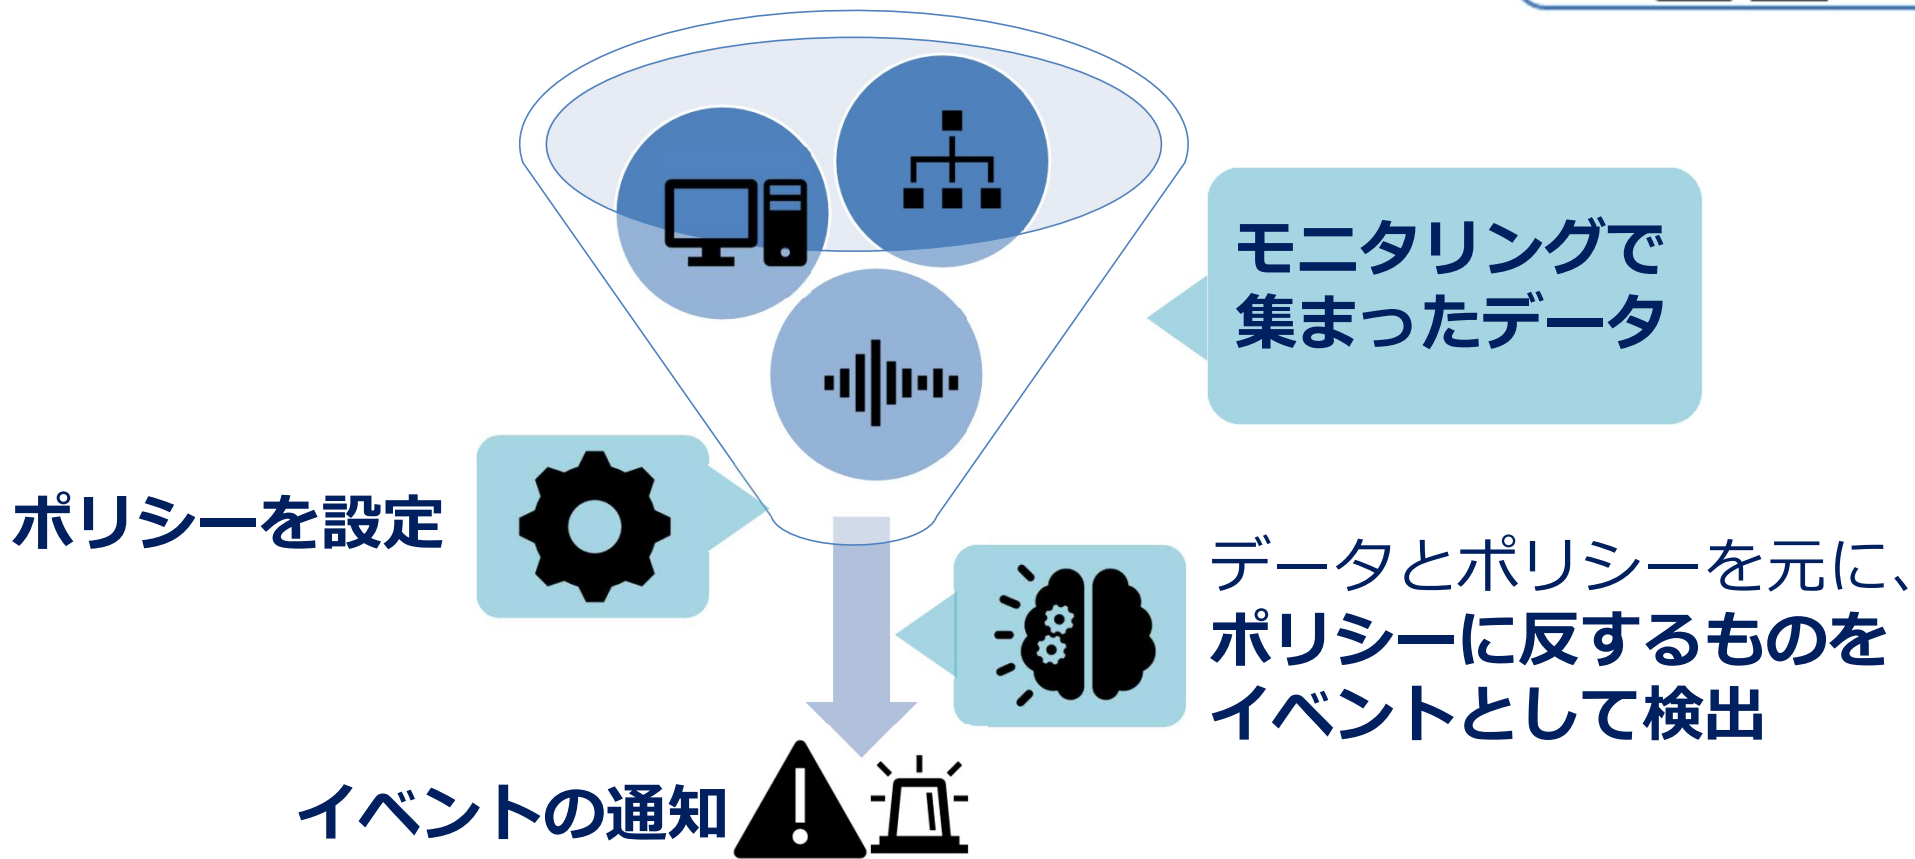 モニタリングで
集まったデータ
ポリシーを設定
データとポリシーを元に、
ポリシーに反するものを
イベントとして検出
イベントの通知